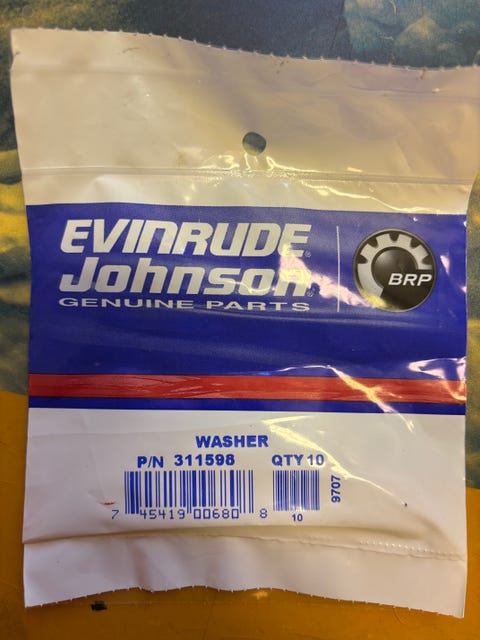 EVINRUDE
Johnson
GENUINE PARTS
BRP
WASHER
P/N 311598 QTY 10
9707
7 45419 00680 8
10